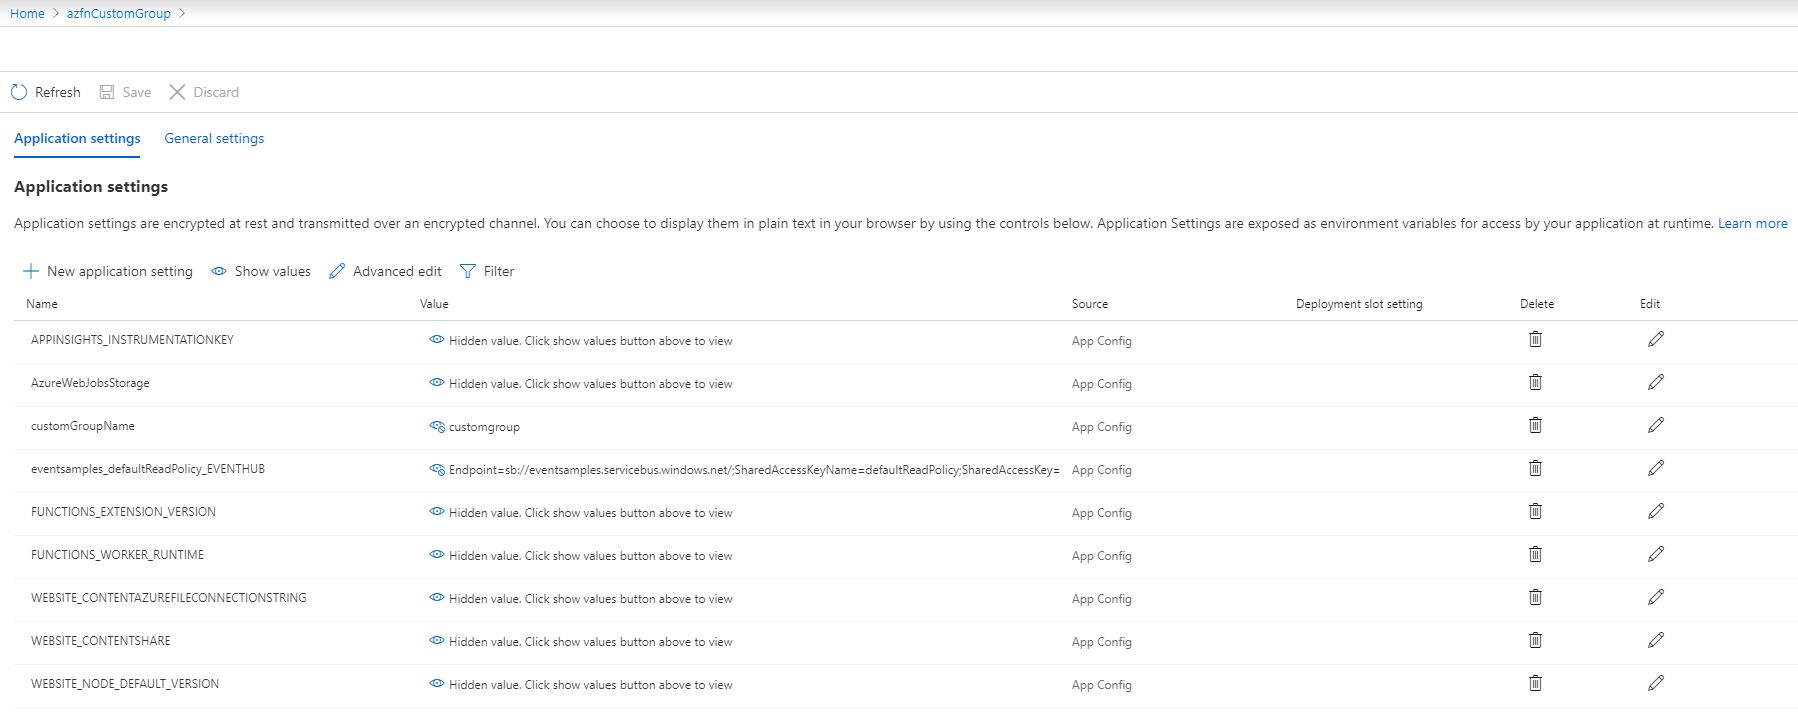 Home > azfnCustomGroup >
Refresh Save Discard
Application settings General settings
Application settings
Application settings are encrypted at rest and transmitted over an encrypted channel. You can choose to display them in plain text in your browser by using the controls below. Application Settings are exposed as environment variables for access by your application at runtime. Learn more
New application setting Show values Advanced edit Filter
Name Value Source Deployment slot setting Delete Edit
APPINSIGHTS_INSTRUMENTATIONKEY Hidden value. Click show values button above to view App Config
AzureWebJobsStorage Hidden value. Click show values button above to view App Config
customGroupName customgroup App Config
eventsamples_defaultReadPolicy_EVENTHUB Endpoint=sb://eventsamples.servicebus.windows.net/;SharedAccessKeyName=defaultReadPolicy;SharedAccessKey= App Config
FUNCTIONS_EXTENSION_VERSION Hidden value. Click show values button above to view App Config
FUNCTIONS_WORKER_RUNTIME Hidden value. Click show values button above to view App Config
WEBSITE_CONTENTAZUREFILECONNECTIONSTRING Hidden value. Click show values button above to view App Config
WEBSITE_CONTENTSHARE Hidden value. Click show values button above to view App Config
WEBSITE_NODE_DEFAULT_VERSION Hidden value. Click show values button above to view App Config